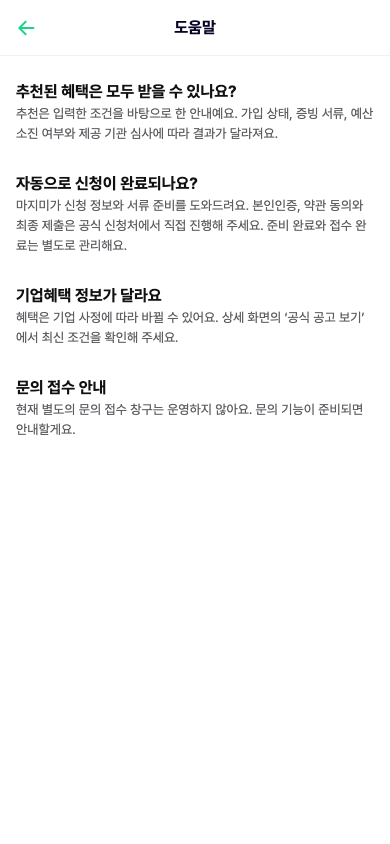 도움말
추천된 혜택은 모두 받을 수 있나요?
추천은 입력한 조건을 바탕으로 한 안내예요. 가입 상태, 증빙 서류, 예산
소진 여부와 제공 기관 심사에 따라 결과가 달라져요.
자동으로 신청이 완료되나요?
마지미가 신청 정보와 서류 준비를 도와드려요. 본인인증, 약관 동의와
최종 제출은 공식 신청처에서 직접 진행해 주세요. 준비 완료와 접수 완
료는 별도로 관리해요.
기업혜택 정보가 달라요
혜택은 기업 사정에 따라 바뀔 수 있어요. 상세 화면의 ‘공식 공고 보기’
에서 최신 조건을 확인해 주세요.
문의 접수 안내
현재 별도의 문의 접수 창구는 운영하지 않아요. 문의 기능이 준비되면
안내할게요.